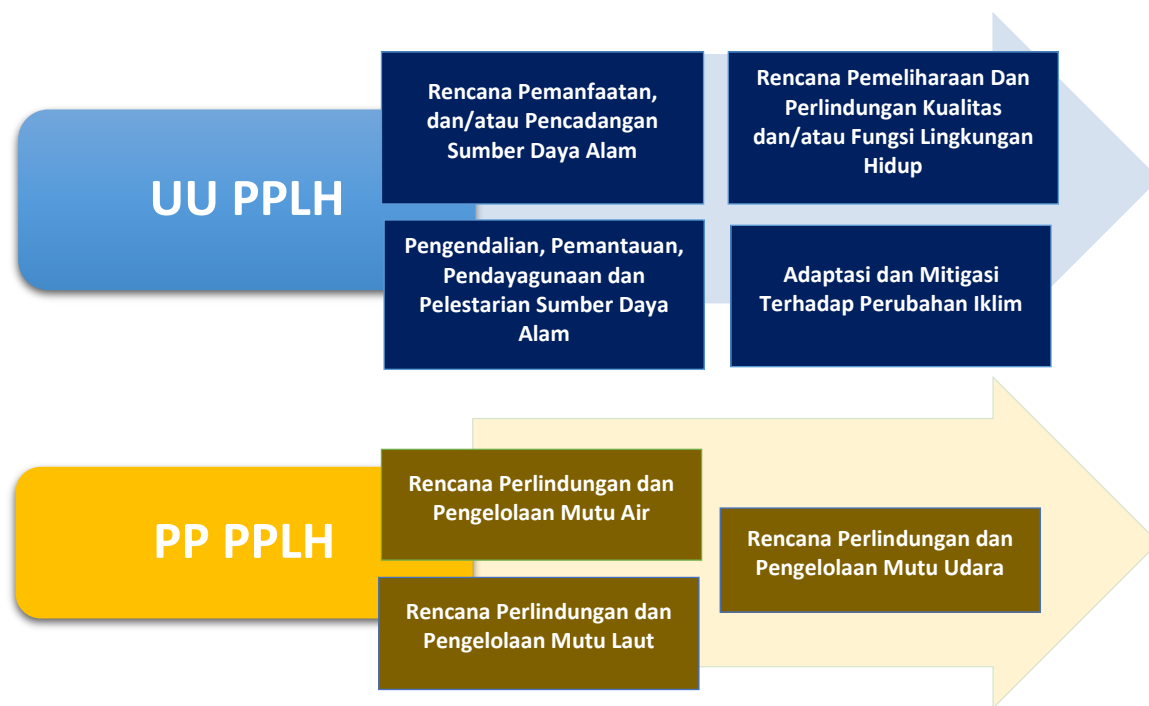 UU PPLH
Rencana Pemanfaatan,
dan/atau Pencadangan
Sumber Daya Alam
Rencana Pemeliharaan Dan
Perlindungan Kualitas
dan/atau Fungsi Lingkungan
Hidup
Pengendalian, Pemantauan,
Pendayagunaan dan
Pelestarian Sumber Daya
Alam
Adaptasi dan Mitigasi
Terhadap Perubahan Iklim
PP PPLH
Rencana Perlindungan dan
Pengelolaan Mutu Air
Rencana Perlindungan dan
Pengelolaan Mutu Udara
Rencana Perlindungan dan
Pengelolaan Mutu Laut